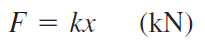 F = kx (kN)